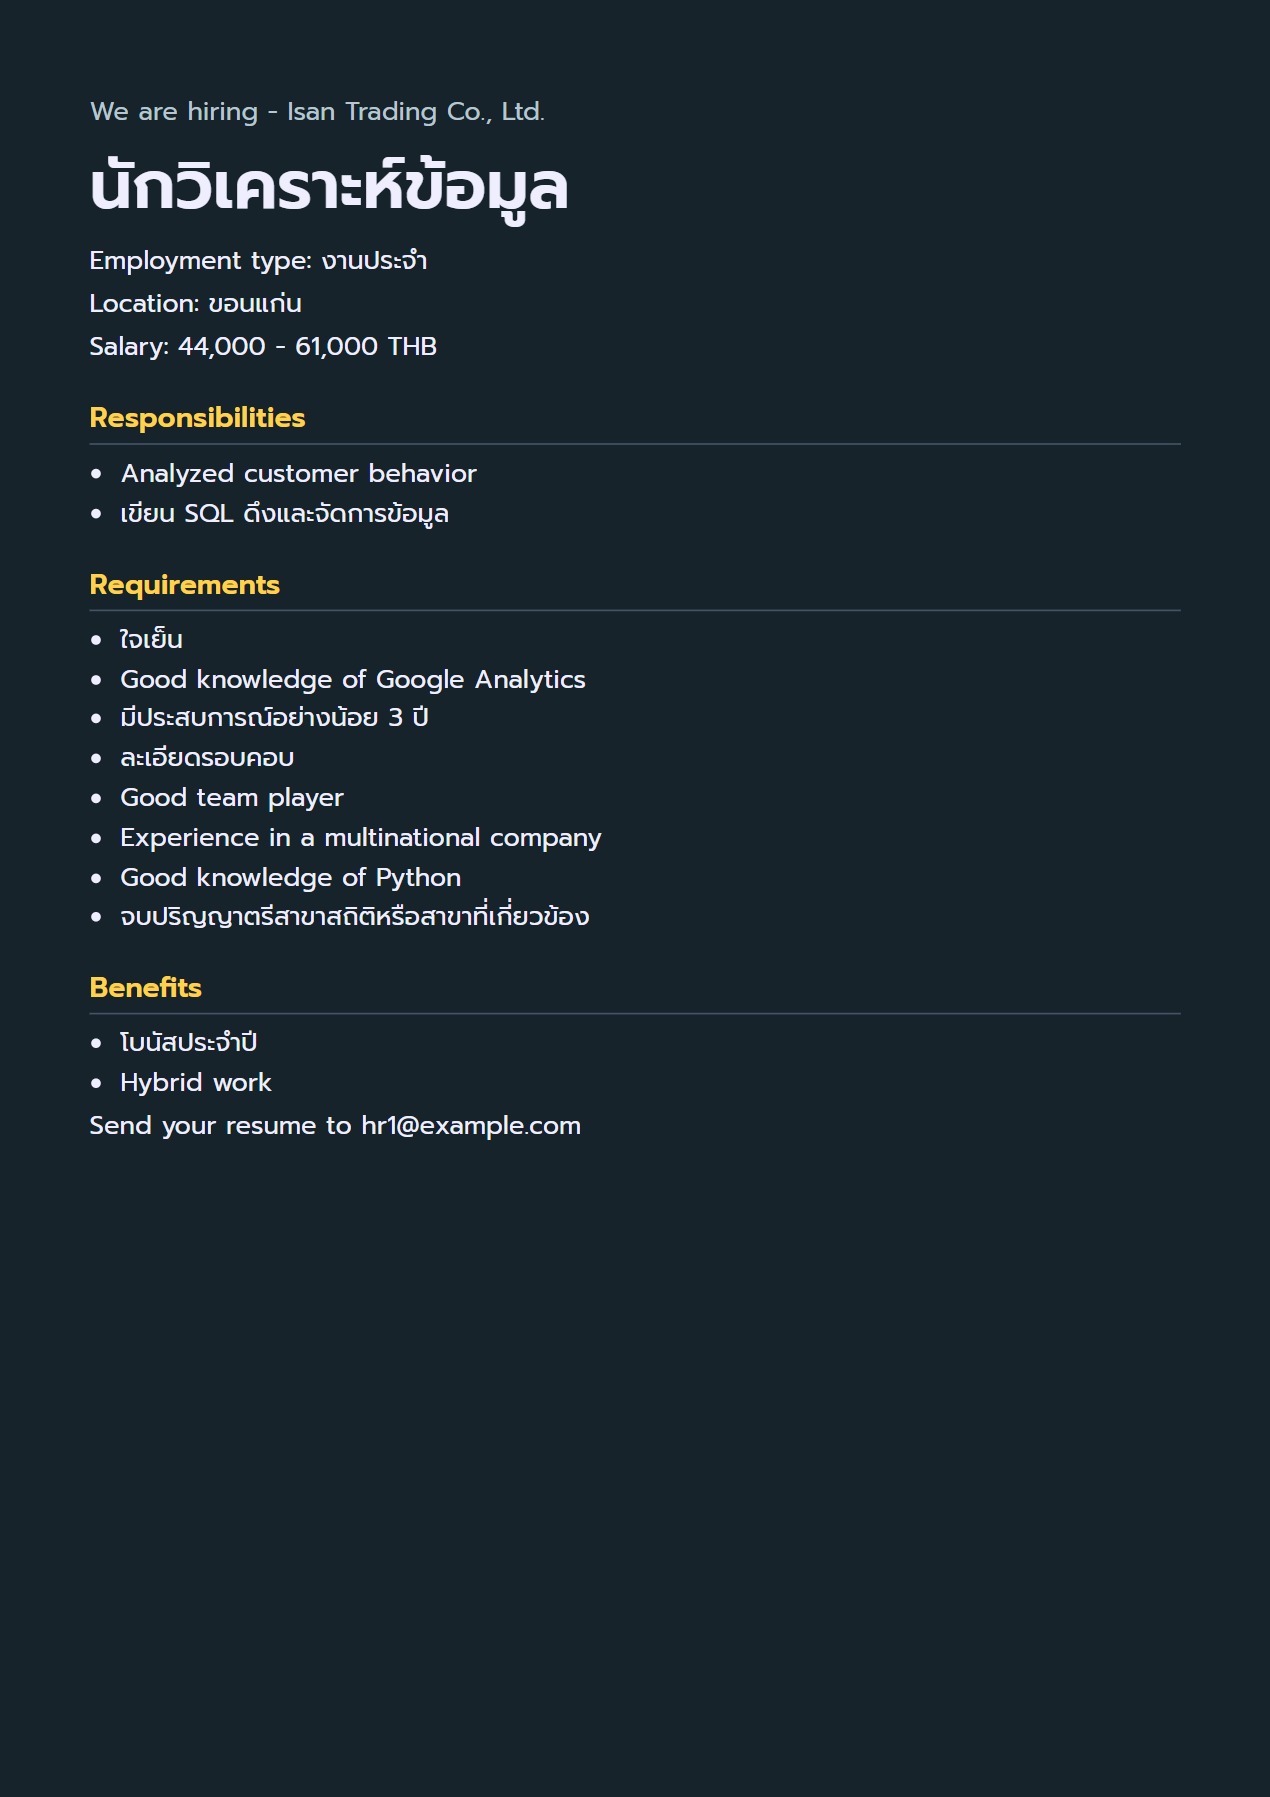 We are hiring - Isan Trading Co., Ltd.
นักวิเคราะห์ข้อมูล
Employment type: งานประจำ
Location: ขอนแก่น
Salary: 44,000 - 61,000 THB
Responsibilities
• Analyzed customer behavior
• เขียน SQL ดึงและจัดการข้อมูล
Requirements
• ใจเย็น
• Good knowledge of Google Analytics
• มีประสบการณ์อย่างน้อย 3 ปี
• ละเอียดรอบคอบ
• Good team player
• Experience in a multinational company
• Good knowledge of Python
• จบปริญญาตรีสาขาสถิติหรือสาขาที่เกี่ยวข้อง
Benefits
• โบนัสประจำปี
• Hybrid work
Send your resume to hr1@example.com